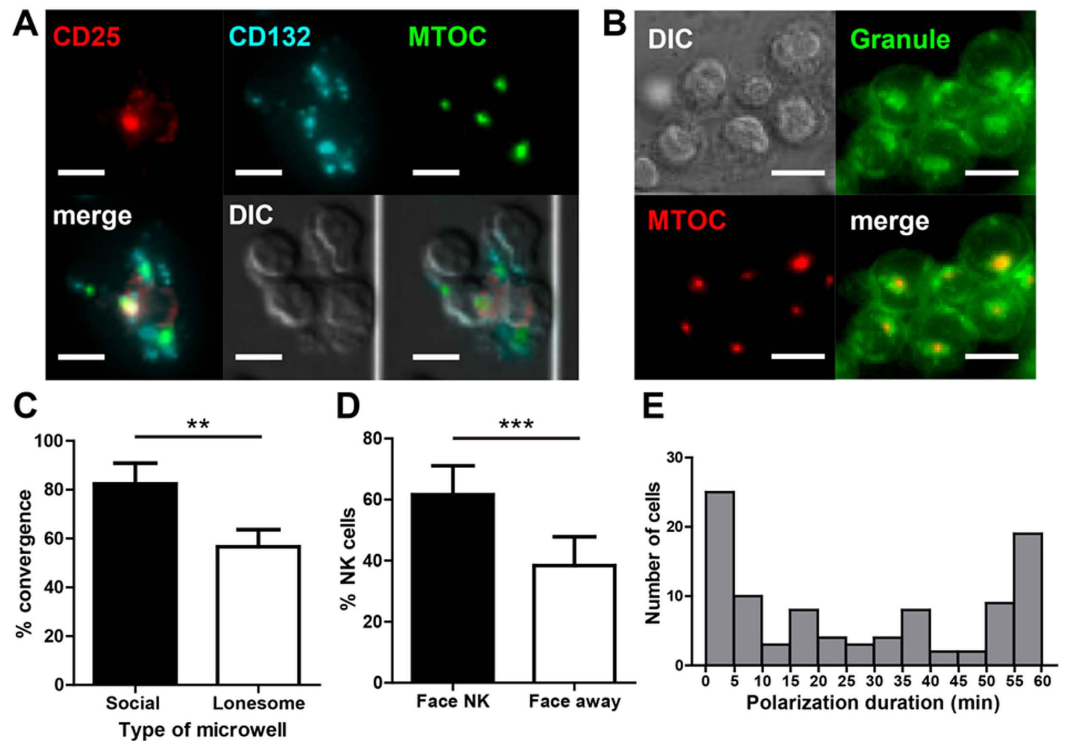 A
CD25
CD132
MTOC
merge
DIC
B
DIC
Granule
MTOC
merge
C
**
100
80
60
40
20
0
% convergence
Social
Lonesome
Type of microwell
D
***
80
60
40
20
0
% NK cells
Face NK
Face away
E
30
20
10
0
Number of cells
0 5 10 15 20 25 30 35 40 45 50 55 60
Polarization duration (min)